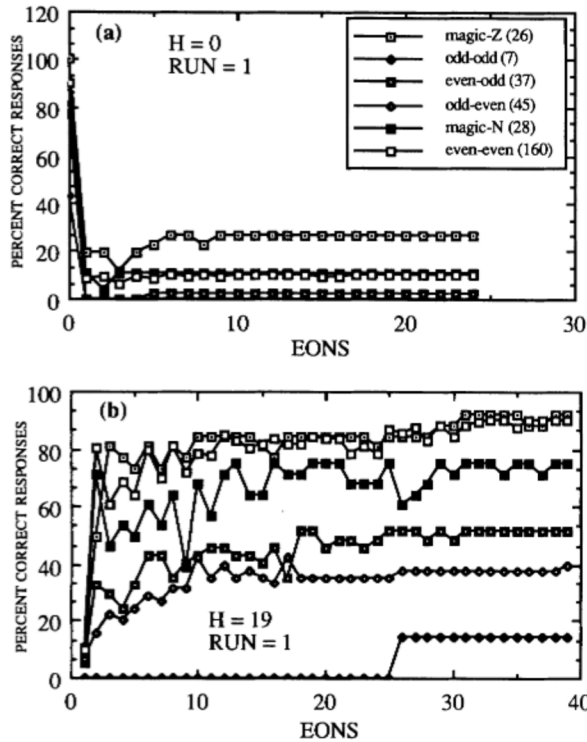 (a)
H = 0
RUN = 1
magic-Z (26)
odd-odd (7)
even-odd (37)
odd-even (45)
magic-N (28)
even-even (160)
PERCENT CORRECT RESPONSES
120
100
80
60
40
20
0
0 10 20 30
EONS
(b)
H = 19
RUN = 1
PERCENT CORRECT RESPONSES
100
80
60
40
20
0
0 10 20 30 40
EONS